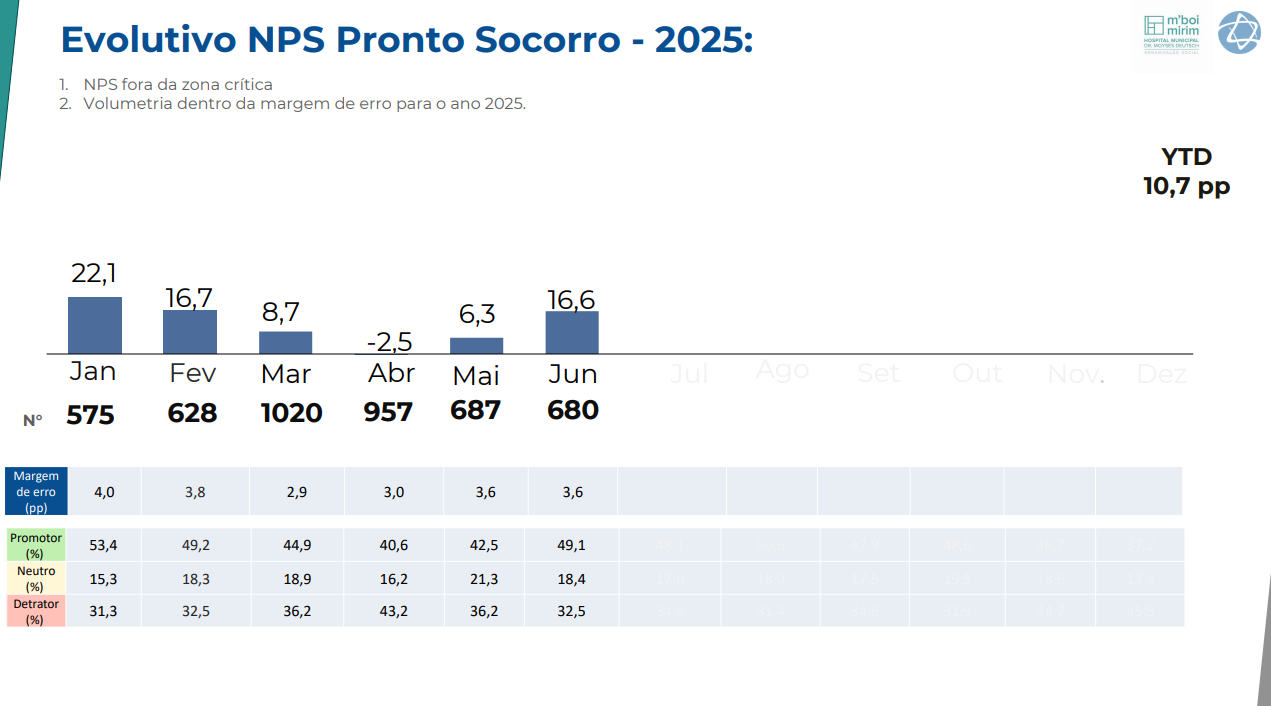 Evolutivo NPS Pronto Socorro - 2025:
m'boi
mirim
HOSPITAL MUNICIPAL
DR. MOYSES DEUTSCH
1. NPS fora da zona crítica
2. Volumetria dentro da margem de erro para o ano 2025.
YTD
10,7 pp
22,1 16,7 8,7 -2,5 6,3 16,6
Jan Fev Mar Abr Mai Jun Jul Ago Set Out Nov. Dez
N° 575 628 1020 957 687 680
Margem
de erro
(pp)
4,0 3,8 2,9 3,0 3,6 3,6
Promotor
(%)
53,4 49,2 44,9 40,6 42,5 49,1
Neutro
(%)
15,3 18,3 18,9 16,2 21,3 18,4
Detrator
(%)
31,3 32,5 36,2 43,2 36,2 32,5